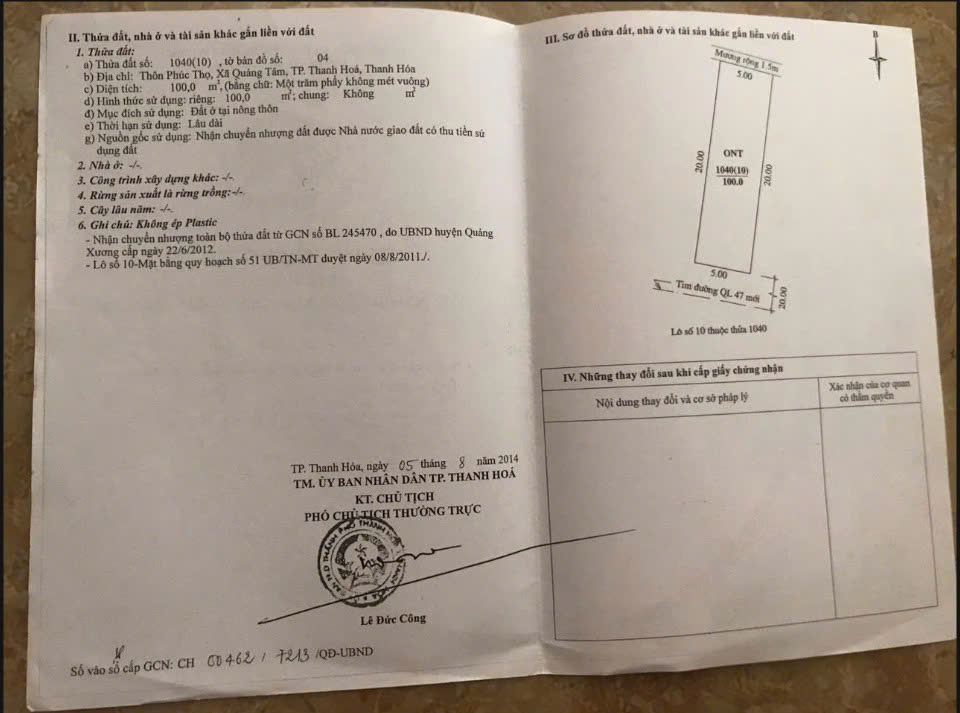 II. Thửa đất, nhà ở và tài sản khác gắn liền với đất
1. Thửa đất:
a) Thửa đất số: 1040(10) , tờ bản đồ số: 04
b) Địa chỉ: Thôn Phúc Thọ, Xã Quảng Tâm, TP. Thanh Hoá, Thanh Hóa
c) Diện tích: 100,0 m², (bằng chữ: Một trăm phẩy không mét vuông)
d) Hình thức sử dụng: riêng: 100,0 m²; chung: Không m²
đ) Mục đích sử dụng: Đất ở tại nông thôn
e) Thời hạn sử dụng: Lâu dài
g) Nguồn gốc sử dụng: Nhận chuyển nhượng đất được Nhà nước giao đất có thu tiền sử
dụng đất
2. Nhà ở: -/-.
3. Công trình xây dựng khác: -/-.
4. Rừng sản xuất là rừng trồng: -/-.
5. Cây lâu năm: -/-.
6. Ghi chú: Không ép Plastic
- Nhận chuyển nhượng toàn bộ thửa đất từ GCN số BL 245470 , do UBND huyện Quảng
Xương cấp ngày 22/6/2012.
- Lô số 10-Mặt bằng quy hoạch số 51 UB/TN-MT duyệt ngày 08/8/2011./.
TP. Thanh Hóa, ngày 05 tháng 8 năm 2014
TM. ỦY BAN NHÂN DÂN TP. THANH HOÁ
KT. CHỦ TỊCH
PHÓ CHỦ TỊCH THƯỜNG TRỰC
Lê Đức Công
Số vào sổ cấp GCN: CH 00462 / 7213 /QĐ-UBND
III. Sơ đồ thửa đất, nhà ở và tài sản khác gắn liền với đất
B
Mương rộng 1.5m
5.00
20.00
ONT
1040(10)
100.0
20.00
5.00
Tim đường QL 47 mới
20.00
Lô số 10 thuộc thửa 1040
IV. Những thay đổi sau khi cấp giấy chứng nhận
Nội dung thay đổi và cơ sở pháp lý
Xác nhận của cơ quan
có thẩm quyền